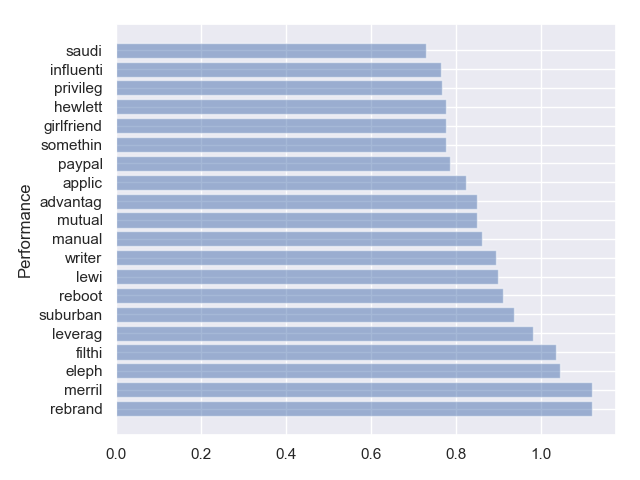 saudi
influenti
privileg
hewlett
girlfriend
somethin
paypal
applic
advantag
mutual
manual
writer
lewi
reboot
suburban
leverag
filthi
eleph
merril
rebrand
Performance
0.0 0.2 0.4 0.6 0.8 1.0